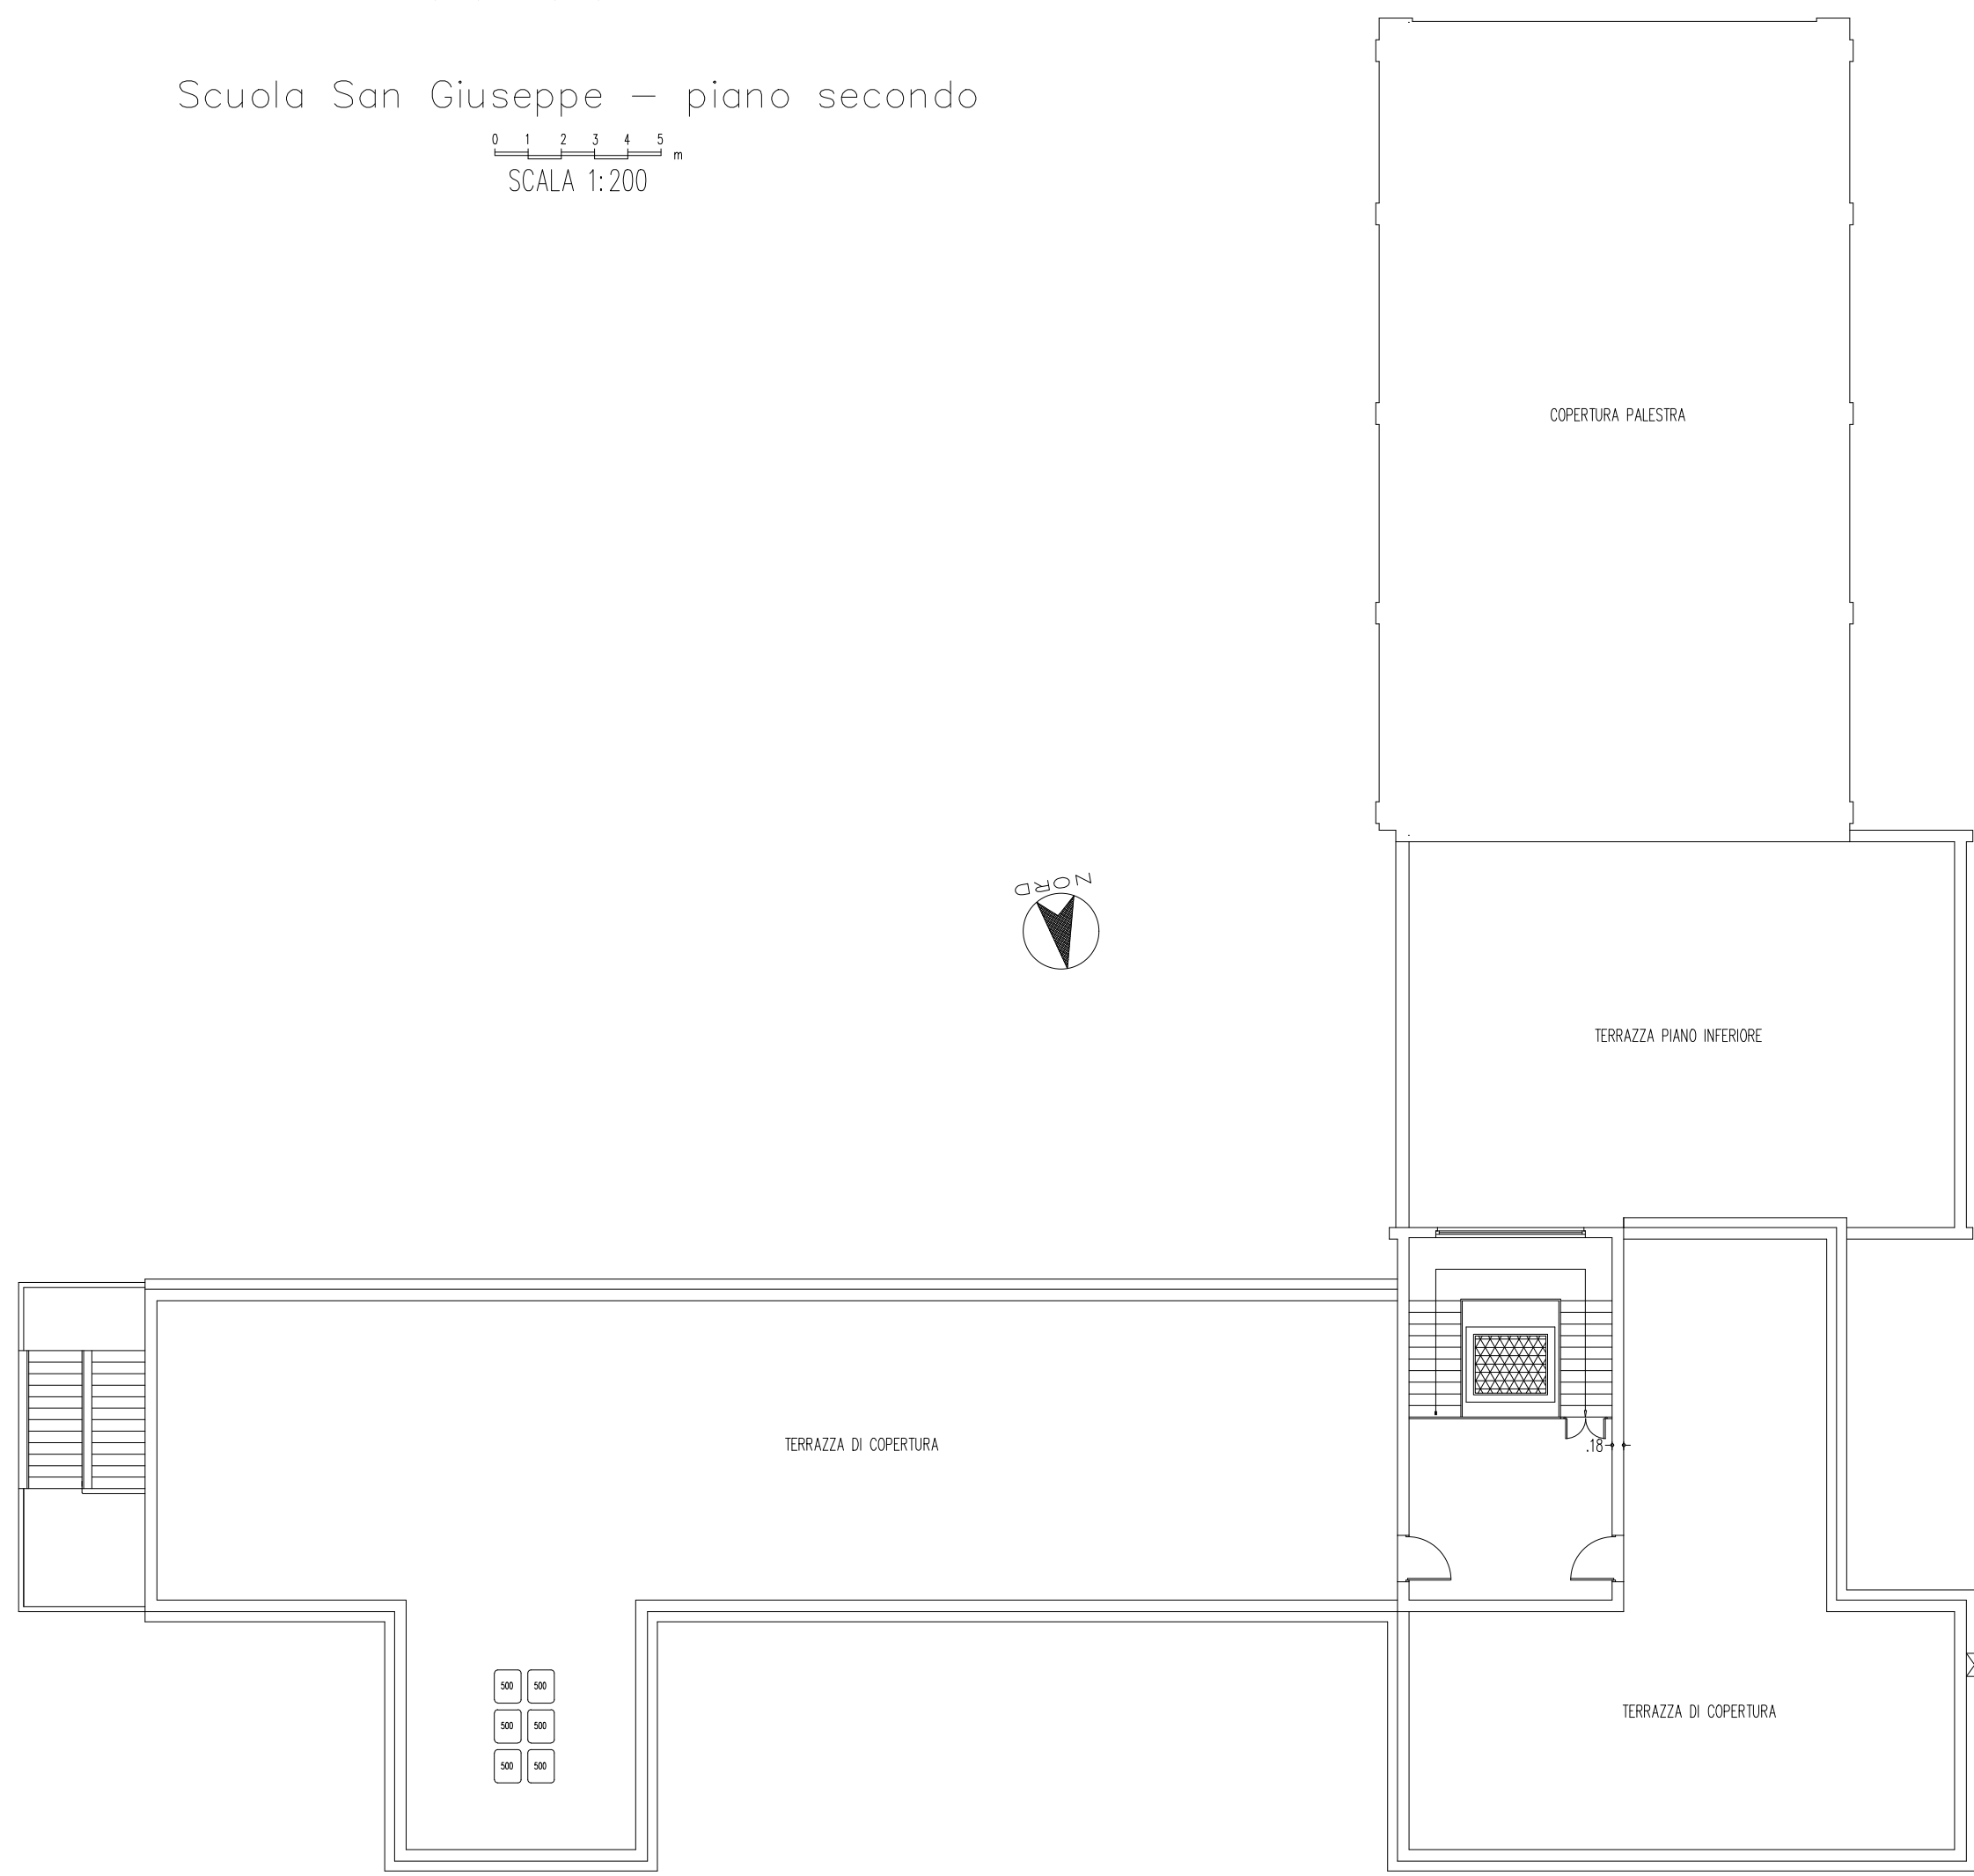 Scuola San Giuseppe – piano secondo
0 1 2 3 4 5 m
SCALA 1:200
COPERTURA PALESTRA
NORD
TERRAZZA PIANO INFERIORE
TERRAZZA DI COPERTURA
.18
500 500
500 500
500 500
TERRAZZA DI COPERTURA